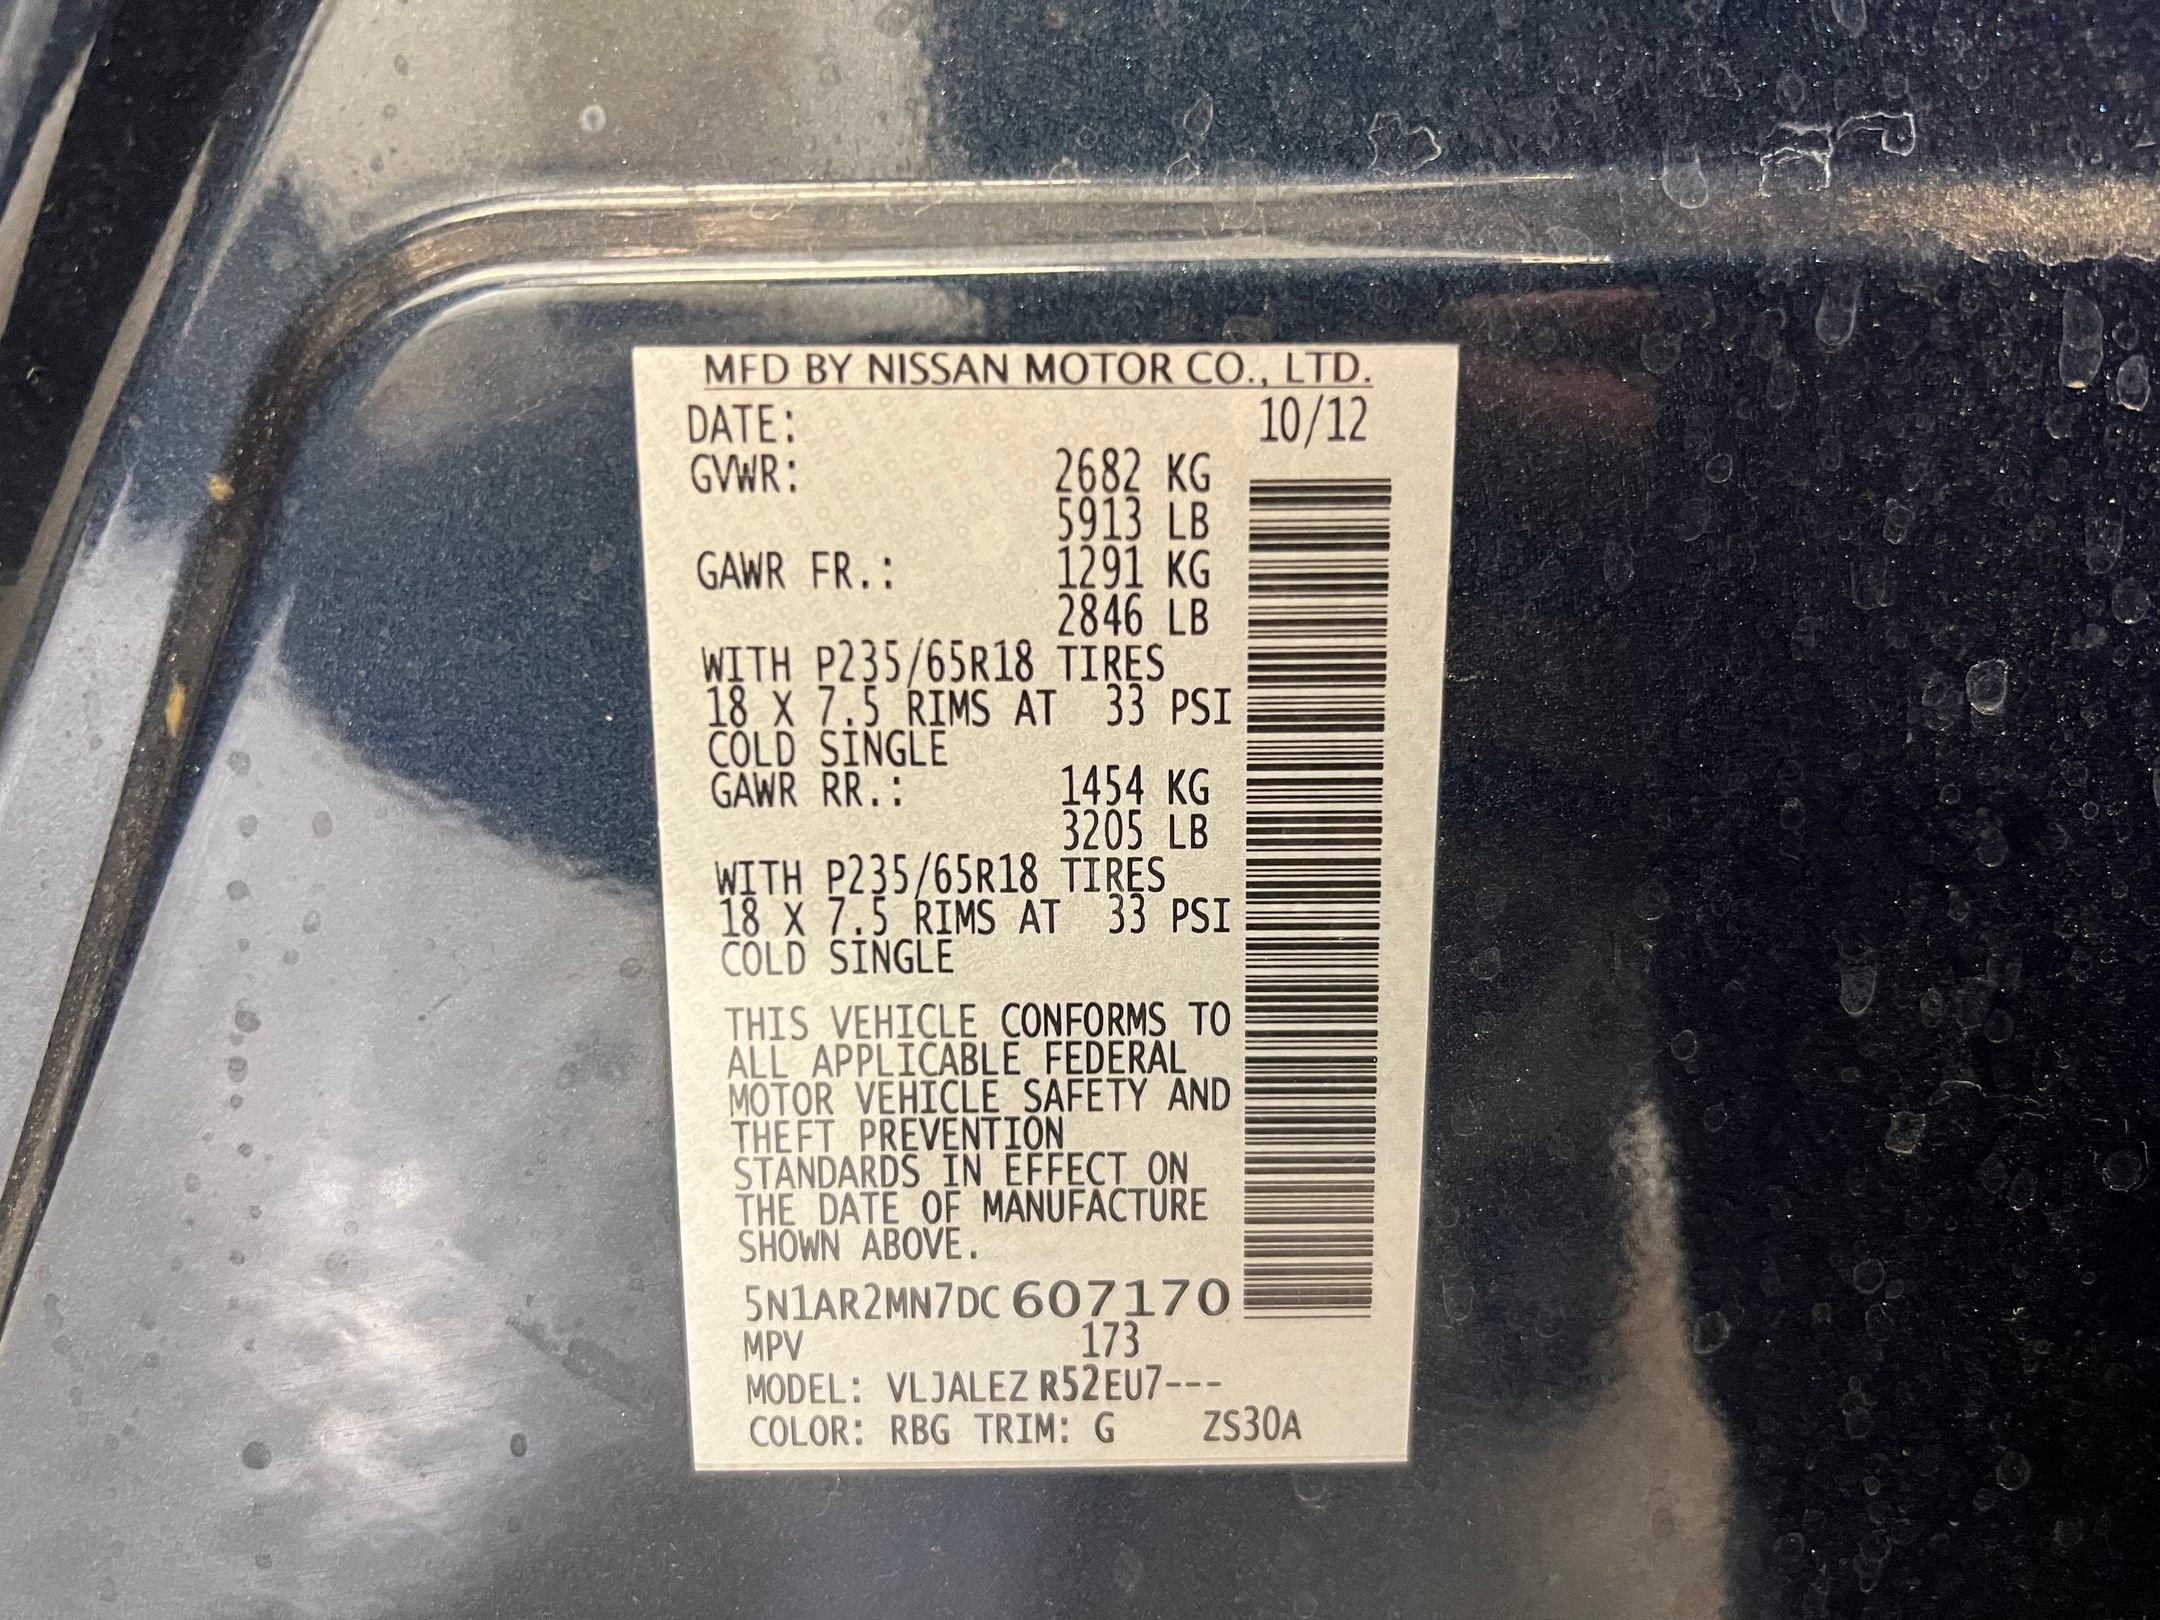 MFD BY NISSAN MOTOR CO., LTD.
DATE: 10/12
GVWR: 2682 KG
5913 LB
GAWR FR.: 1291 KG
2846 LB
WITH P235/65R18 TIRES
18 X 7.5 RIMS AT 33 PSI
COLD SINGLE
GAWR RR.: 1454 KG
3205 LB
WITH P235/65R18 TIRES
18 X 7.5 RIMS AT 33 PSI
COLD SINGLE
THIS VEHICLE CONFORMS TO
ALL APPLICABLE FEDERAL
MOTOR VEHICLE SAFETY AND
THEFT PREVENTION
STANDARDS IN EFFECT ON
THE DATE OF MANUFACTURE
SHOWN ABOVE.
5N1AR2MN7DC607170
MPV 173
MODEL: VLJALEZ R52EU7---
COLOR: RBG TRIM: G ZS30A